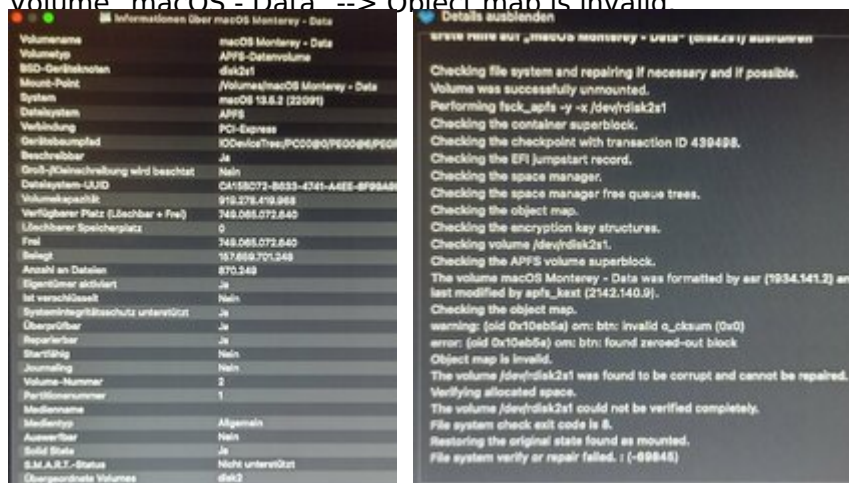 Volume "macOS - Data" --> Object map is invalid.
Informationen über macOS Monterey - Data
Volumename macOS Monterey - Data
Volumetyp APFS-Datenvolume
BSD-Geräteknoten disk2s1
Mount-Point /Volumes/macOS Monterey - Data
System macOS 13.5.2 (22G91)
Dateisystem APFS
Verbindung PCI-Express
Gerätebaumpfad
Beschreibbar Ja
Groß-/Kleinschreibung wird beachtet Nein
Dateisystem-UUID
Volumekapazität 919.278.419.968
Verfügbarer Platz (Löschbar + Frei) 749.065.072.640
Löschbarer Speicherplatz 0
Frei 749.065.072.640
Belegt 157.659.701.248
Anzahl an Dateien 870.249
Eigentümer aktiviert Ja
Ist verschlüsselt Nein
Systemintegritätsschutz unterstützt Ja
Überprüfbar Ja
Reparierbar Ja
Startfähig Nein
Journaling Nein
Volume-Nummer 2
Partitionsnummer 1
Medienname
Medientyp Allgemein
Auswerfbar Nein
Solid State Ja
S.M.A.R.T.-Status Nicht unterstützt
Übergeordnete Volumes disk2
Details ausblenden
Erste Hilfe auf „macOS Monterey - Data“ (disk2s1) ausführen
Checking file system and repairing if necessary and if possible.
Volume was successfully unmounted.
Performing fsck_apfs -y -x /dev/rdisk2s1
Checking the container superblock.
Checking the checkpoint with transaction ID 439498.
Checking the EFI jumpstart record.
Checking the space manager.
Checking the space manager free queue trees.
Checking the object map.
Checking the encryption key structures.
Checking volume /dev/rdisk2s1.
Checking the APFS volume superblock.
The volume macOS Monterey - Data was formatted by asr (1934.141.2) an
last modified by apfs_kext (2142.140.9).
Checking the object map.
warning: (oid 0x10eb5a) om: btn: invalid o_cksum (0x0)
error: (oid 0x10eb5a) om: btn: found zeroed-out block
Object map is invalid.
The volume /dev/rdisk2s1 was found to be corrupt and cannot be repaired.
Verifying allocated space.
The volume /dev/rdisk2s1 could not be verified completely.
File system check exit code is 8.
Restoring the original state found as mounted.
File system verify or repair failed. : (-69845)